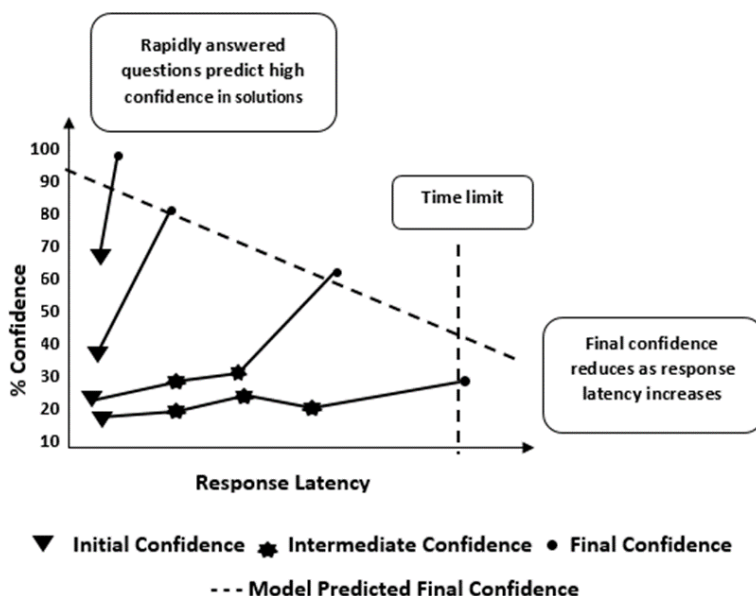 Rapidly answered
questions predict high
confidence in solutions
100
90
80
70
60
50
40
30
20
10
% Confidence
Time limit
Final confidence
reduces as response
latency increases
Response Latency
Initial Confidence
Intermediate Confidence
Final Confidence
Model Predicted Final Confidence